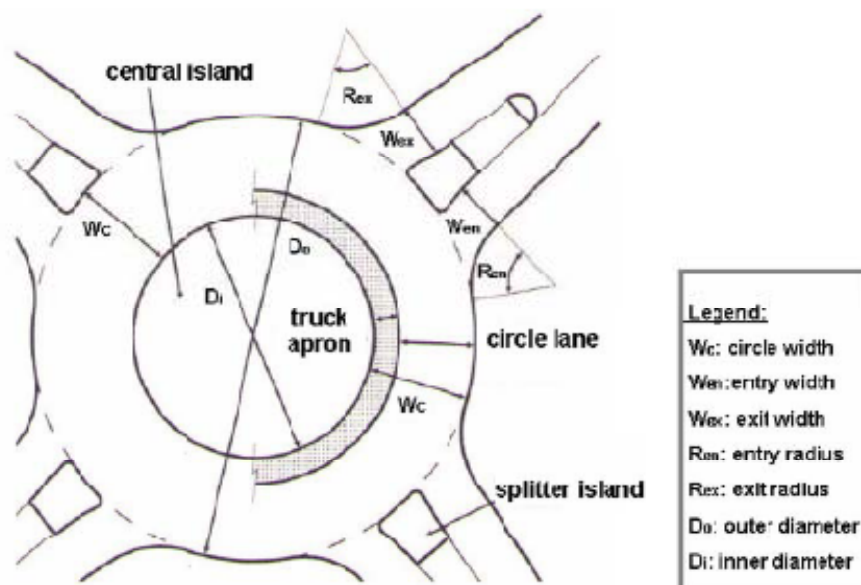 central island
Rex
Wex
Wc
Wen
Do
Ren
Di
truck
apron
circle lane
Wc
splitter island
Legend:
Wc: circle width
Wen: entry width
Wex: exit width
Ren: entry radius
Rex: exit radius
Do: outer diameter
Di: inner diameter